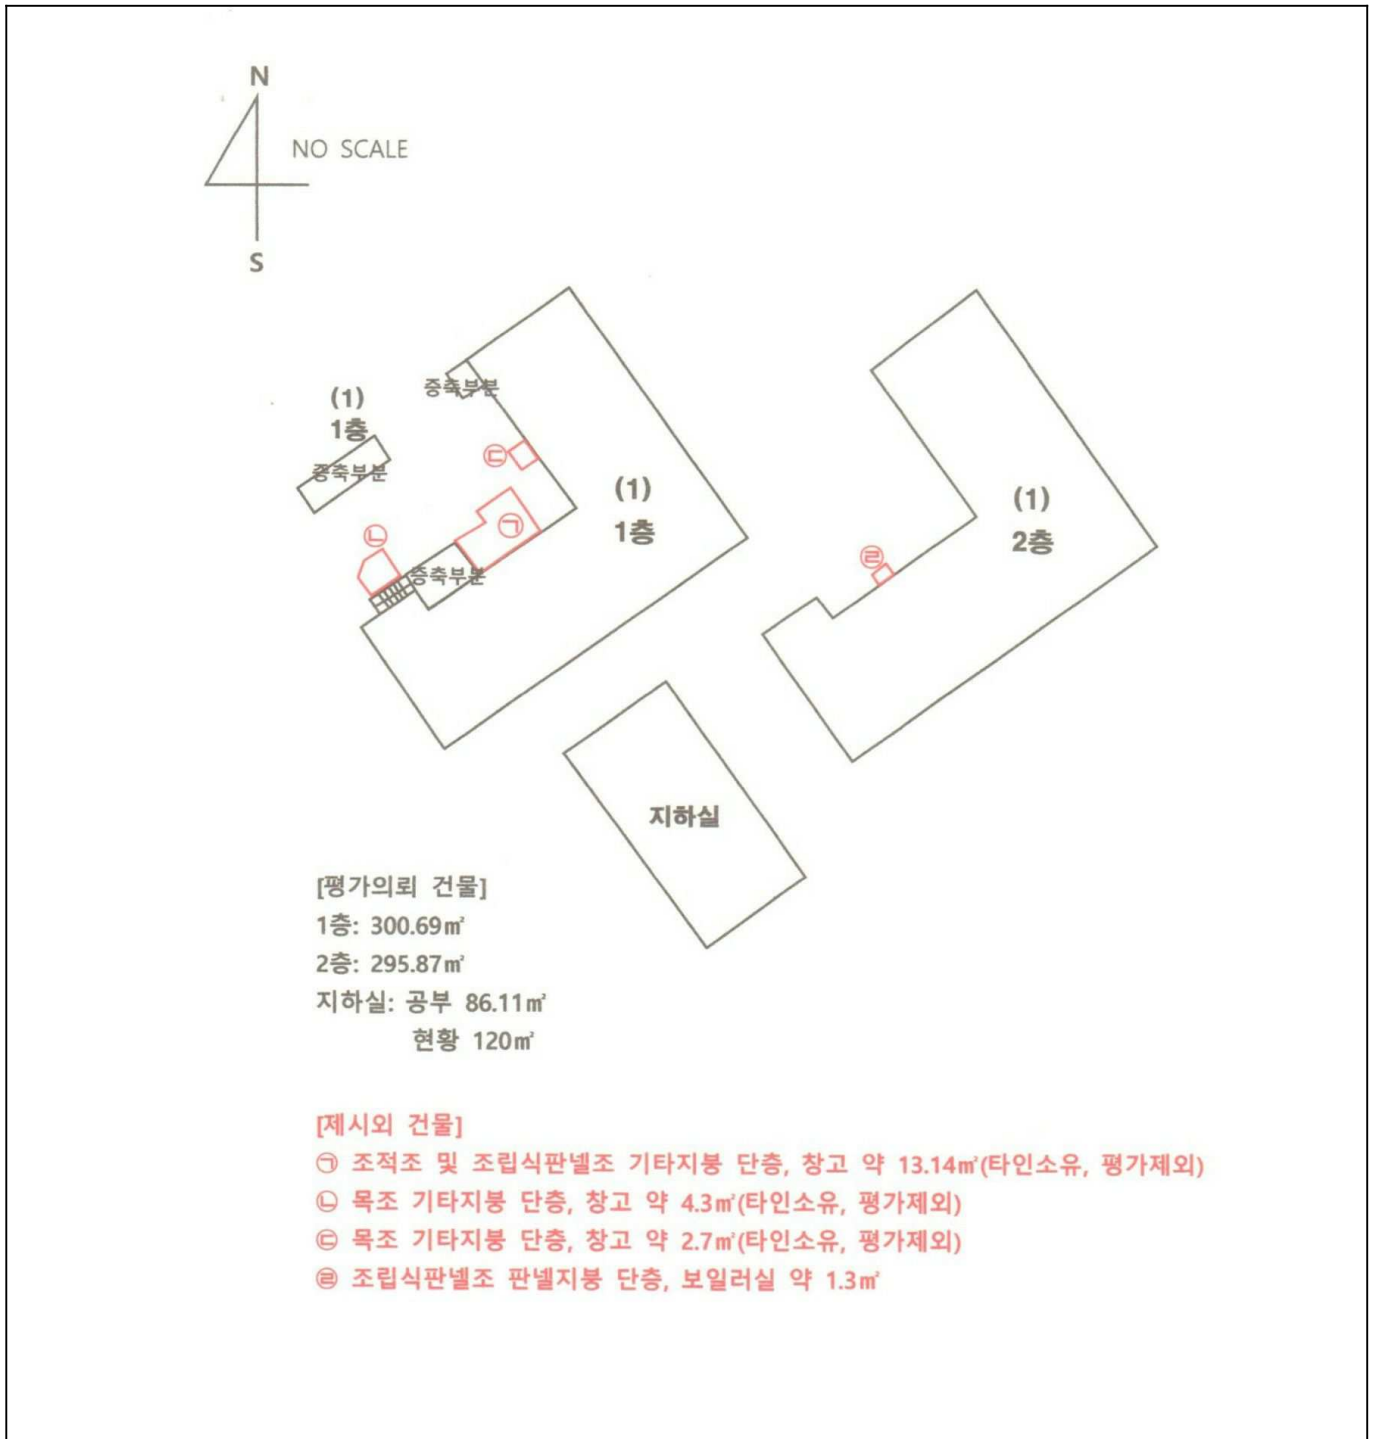 N
NO SCALE
S
증축부분
(1)
1층
증축부분
㉢
(1)
1층
(1)
2층
㉠
㉡
증축부분
㉣
지하실
[평가의뢰 건물]
1층: 300.69㎡
2층: 295.87㎡
지하실: 공부 86.11㎡
현황 120㎡
[제시외 건물]
㉠ 조적조 및 조립식판넬조 기타지붕 단층, 창고 약 13.14㎡(타인소유, 평가제외)
㉡ 목조 기타지붕 단층, 창고 약 4.3㎡(타인소유, 평가제외)
㉢ 목조 기타지붕 단층, 창고 약 2.7㎡(타인소유, 평가제외)
㉣ 조립식판넬조 판넬지붕 단층, 보일러실 약 1.3㎡